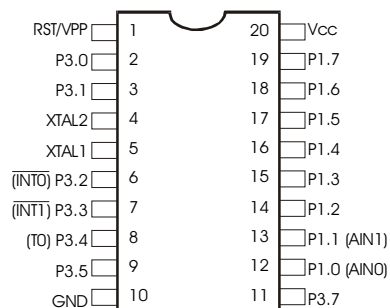 RST/VPP 1 20 Vcc
P3.0 2 19 P1.7
P3.1 3 18 P1.6
XTAL2 4 17 P1.5
XTAL1 5 16 P1.4
(I̅N̅T̅0̅) P3.2 6 15 P1.3
(I̅N̅T̅1̅) P3.3 7 14 P1.2
(T0) P3.4 8 13 P1.1 (AIN1)
P3.5 9 12 P1.0 (AIN0)
GND 10 11 P3.7